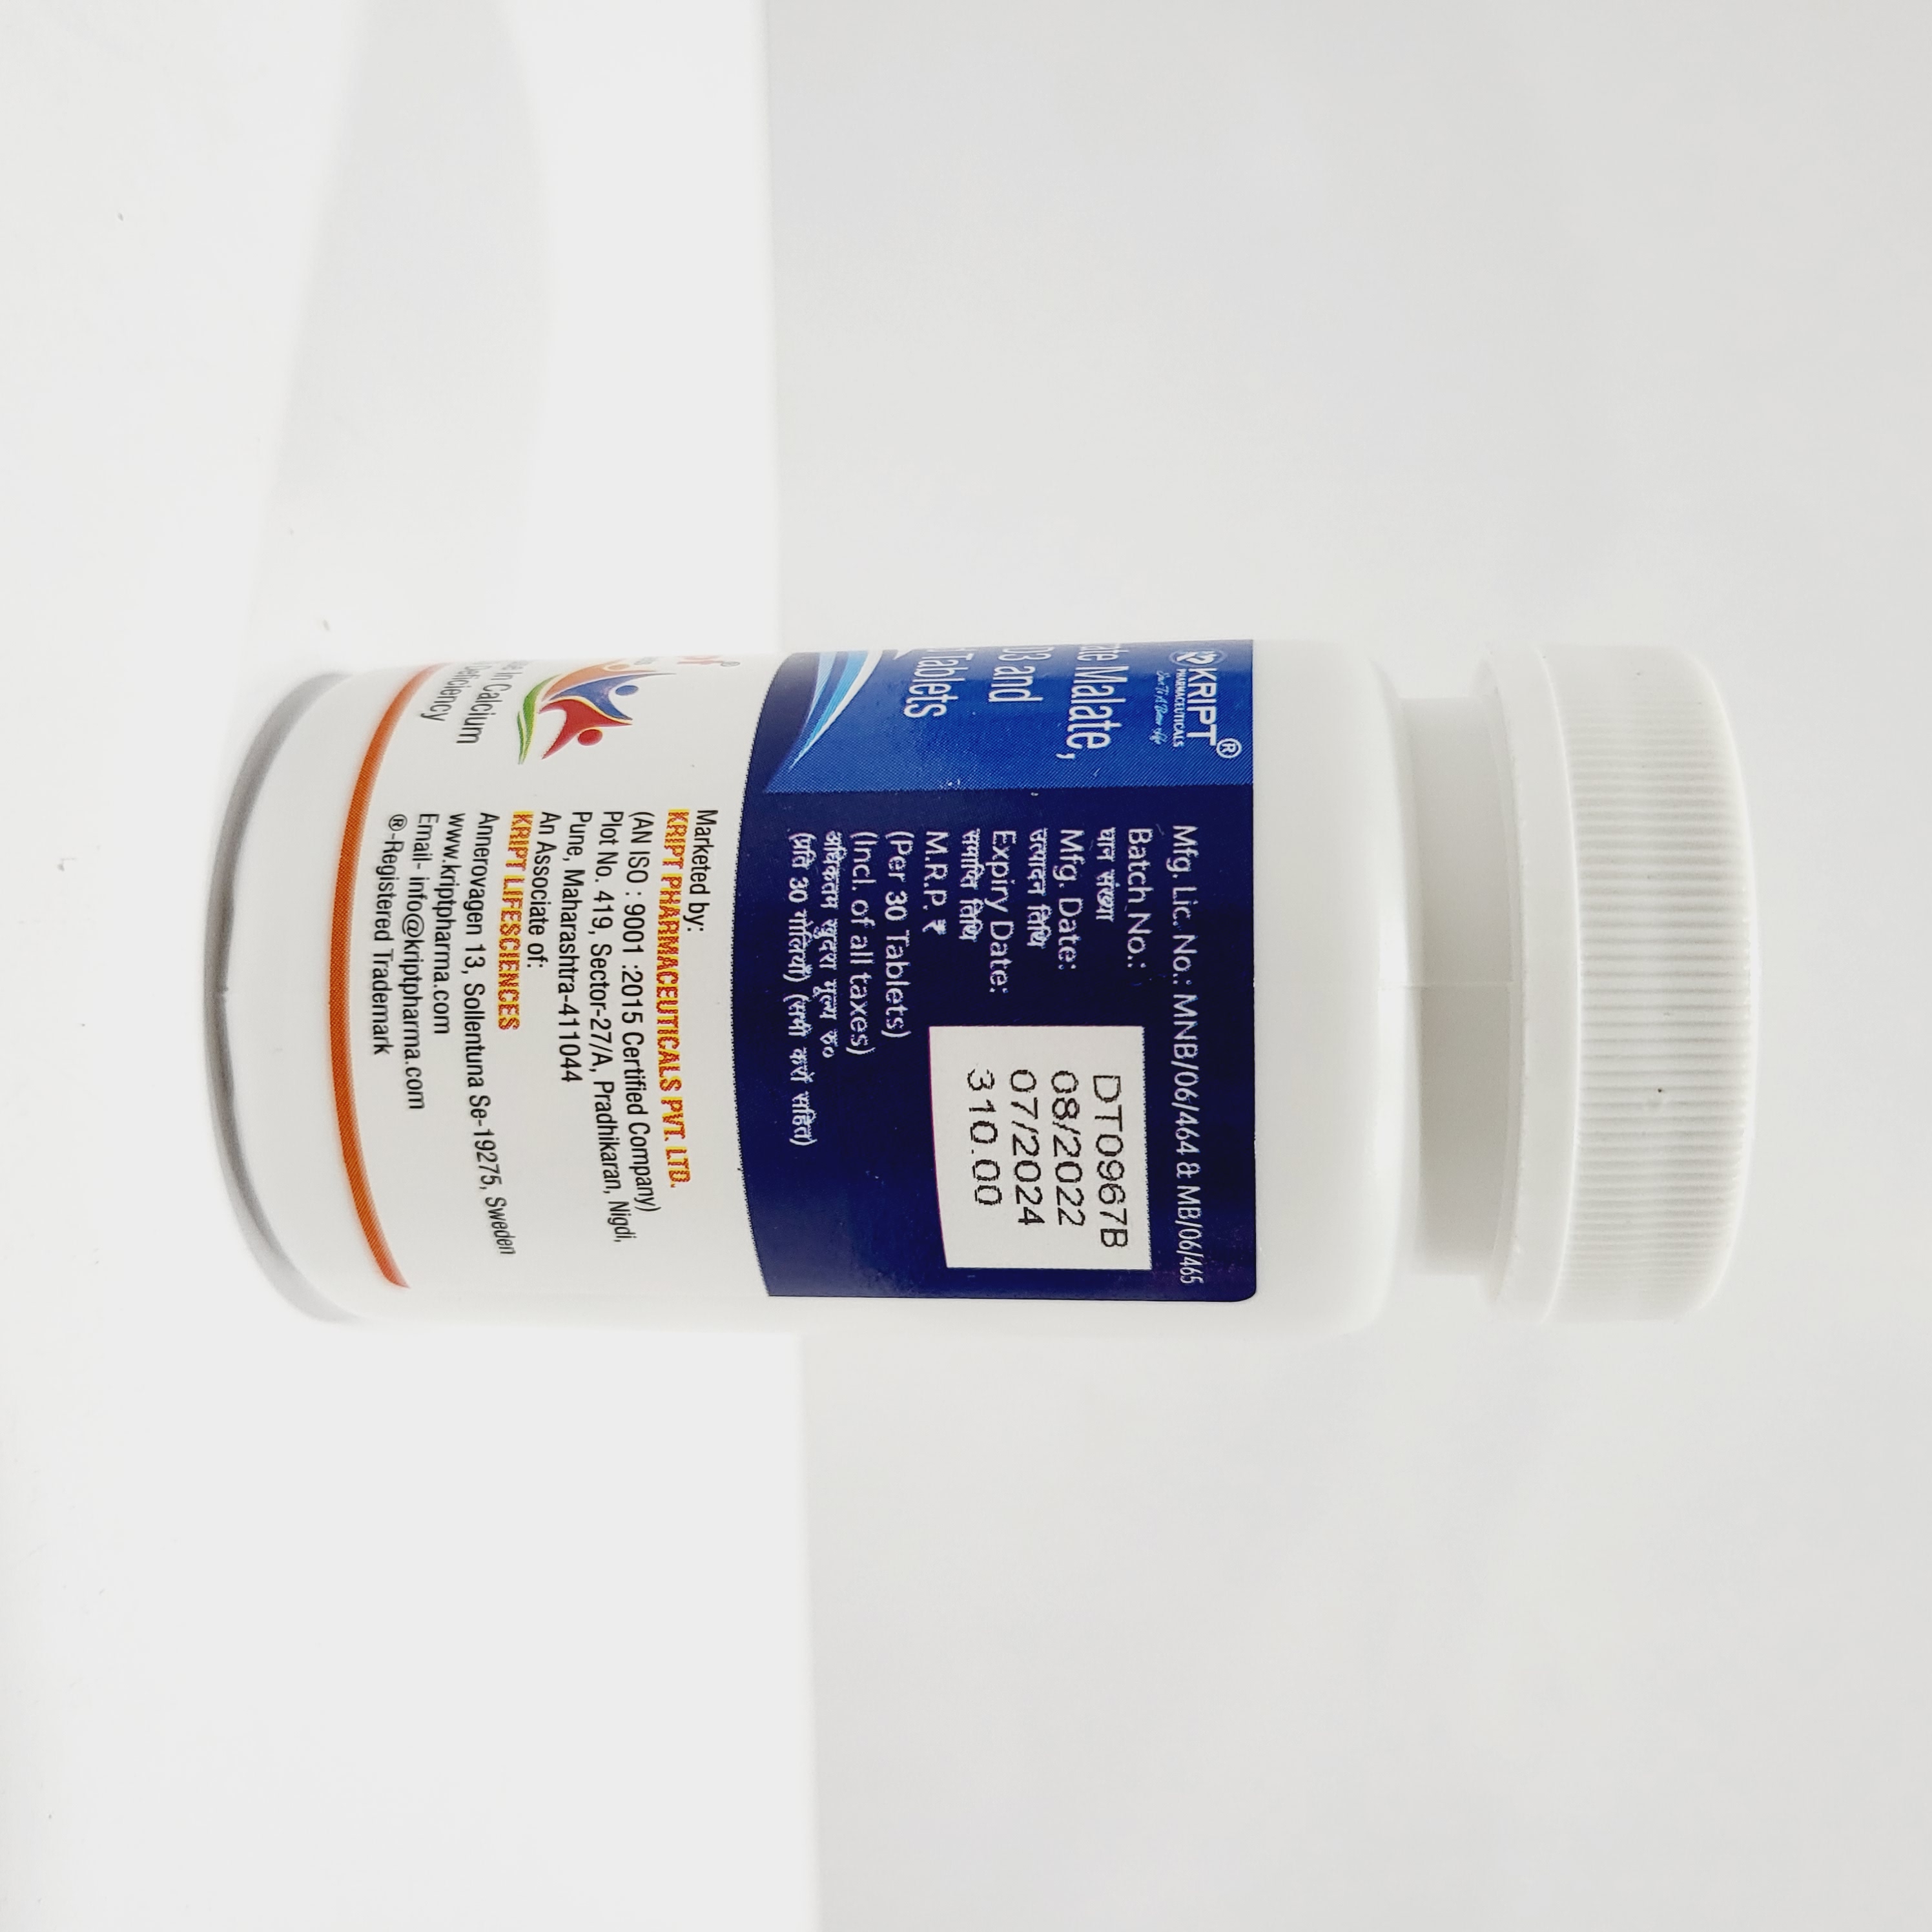 KRIPT®
PHARMACEUTICALS
Malate,
D3 and
Tablets
Mfg. Lic. No.: MNB/06/464 & MB/06/465
Batch No.: DT0967B
घान संख्या
Mfg. Date: 08/2022
उत्पादन तिथि
Expiry Date: 07/2024
समाप्ति तिथि
M.R.P. ₹ 310.00
(Per 30 Tablets)
(Incl. of all taxes)
अधिकतम खुदरा मूल्य रु०
(प्रति 30 गोलियाँ) (सभी करों सहित)
In Calcium
Deficiency
Marketed by:
KRIPT PHARMACEUTICALS PVT. LTD.
(AN ISO : 9001 :2015 Certified Company)
Plot No. 419, Sector-27/A, Pradhikaran, Nigdi,
Pune, Maharashtra-411044
An Associate of:
KRIPT LIFESCIENCES
Annerovagen 13, Sollentuna Se-19275, Sweden
www.kriptpharma.com
Email- info@kriptpharma.com
®-Registered Trademark